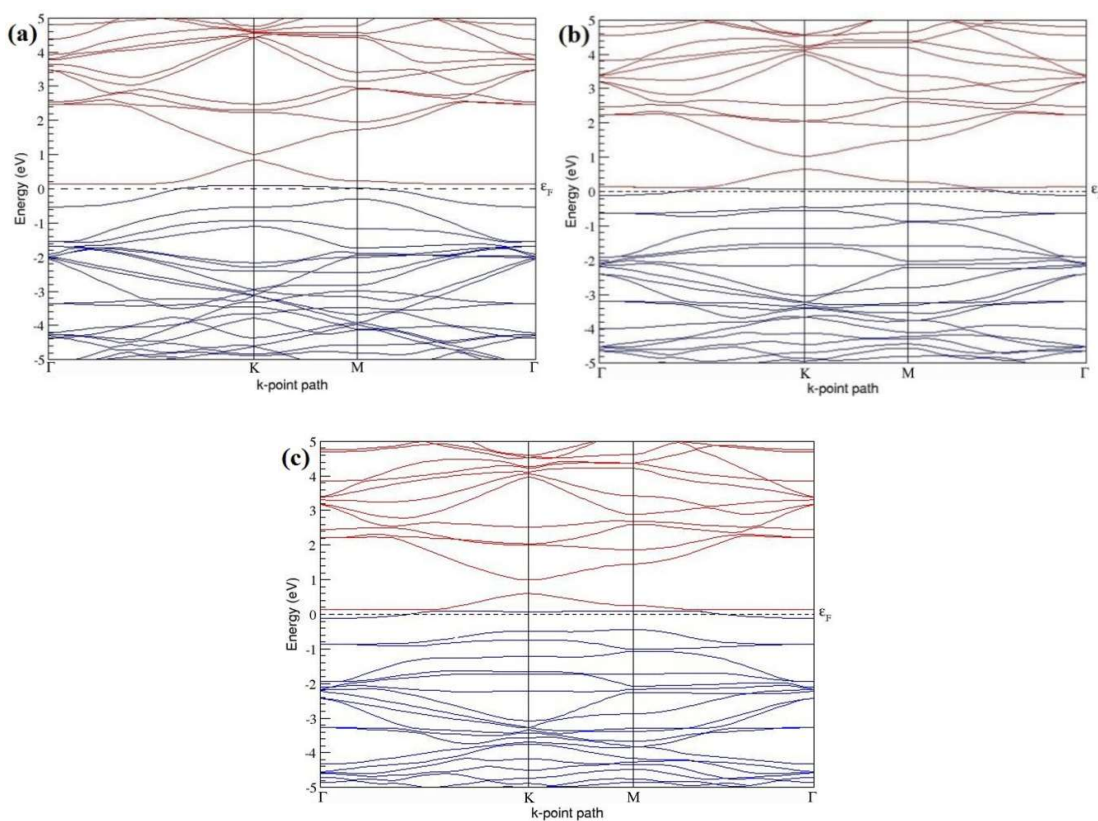 (a)
5
4
3
2
1
0
-1
-2
-3
-4
-5
Energy (eV)
εF
Γ
K
M
Γ
k-point path
(b)
5
4
3
2
1
0
-1
-2
-3
-4
-5
Energy (eV)
ε
Γ
K
M
Γ
k-point path
(c)
5
4
3
2
1
0
-1
-2
-3
-4
-5
Energy (eV)
εF
Γ
K
M
Γ
k-point path